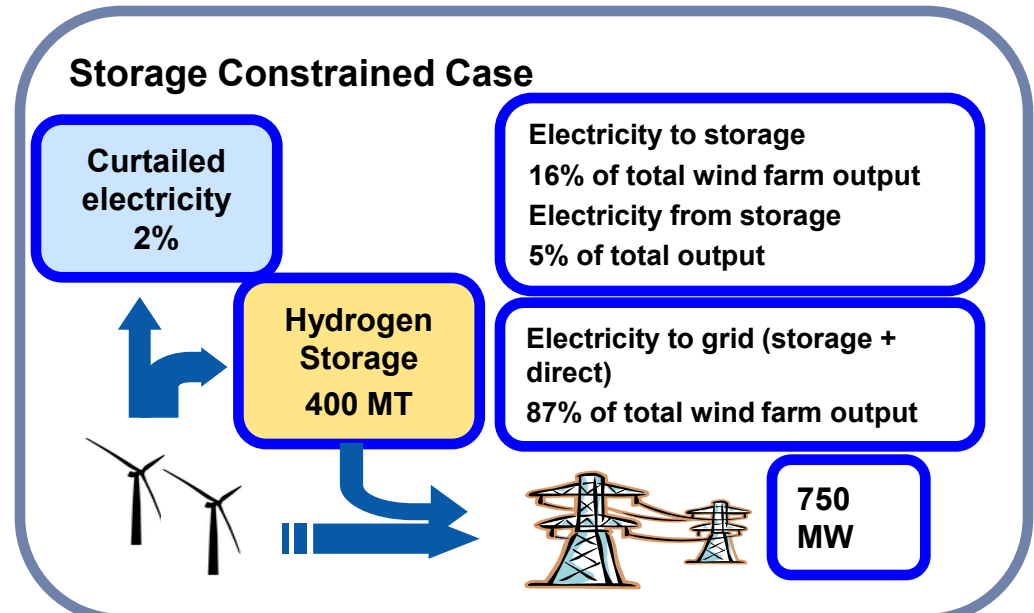 Storage Constrained Case
Curtailed
electricity
2%
Electricity to storage
16% of total wind farm output
Electricity from storage
5% of total output
Hydrogen
Storage
400 MT
Electricity to grid (storage +
direct)
87% of total wind farm output
750
MW